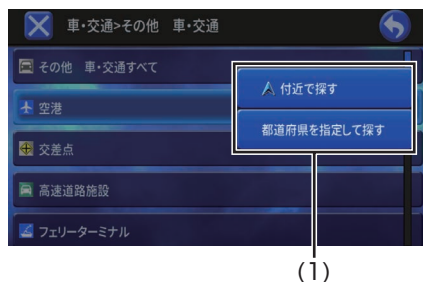 車・交通>その他　車・交通
その他　車・交通すべて
付近で探す
空港
都道府県を指定して探す
交差点
高速道路施設
フェリーターミナル
(1)